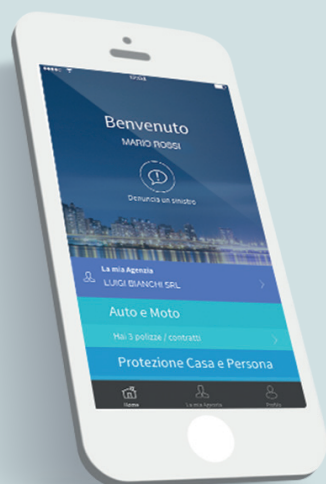 Benvenuto
MARIO ROSSI
Denuncia un sinistro
La mia Agenzia
LUIGI BIANCHI SRL
Auto e Moto
Hai 3 polizze / contratti
Protezione Casa e Persona
Home
La mia Agenzia
Profilo